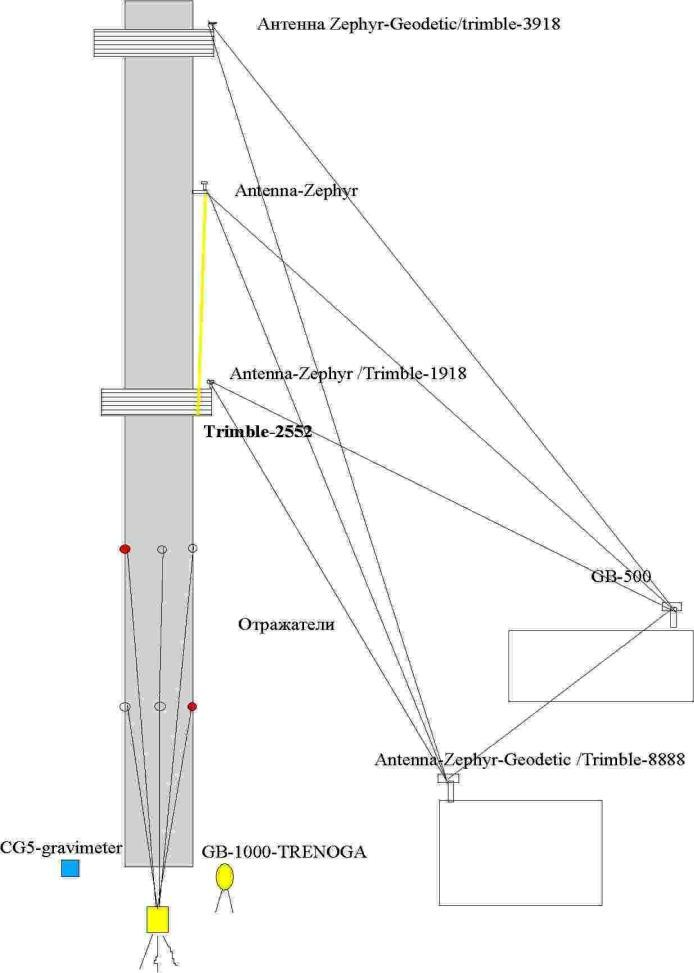 Антенна Zephyr-Geodetic/trimble-3918
Antenna-Zephyr
Antenna-Zephyr /Trimble-1918
Trimble-2552
GB-500
Отражатели
Antenna-Zephyr-Geodetic /Trimble-8888
CG5-gravimeter
GB-1000-TRENOGA